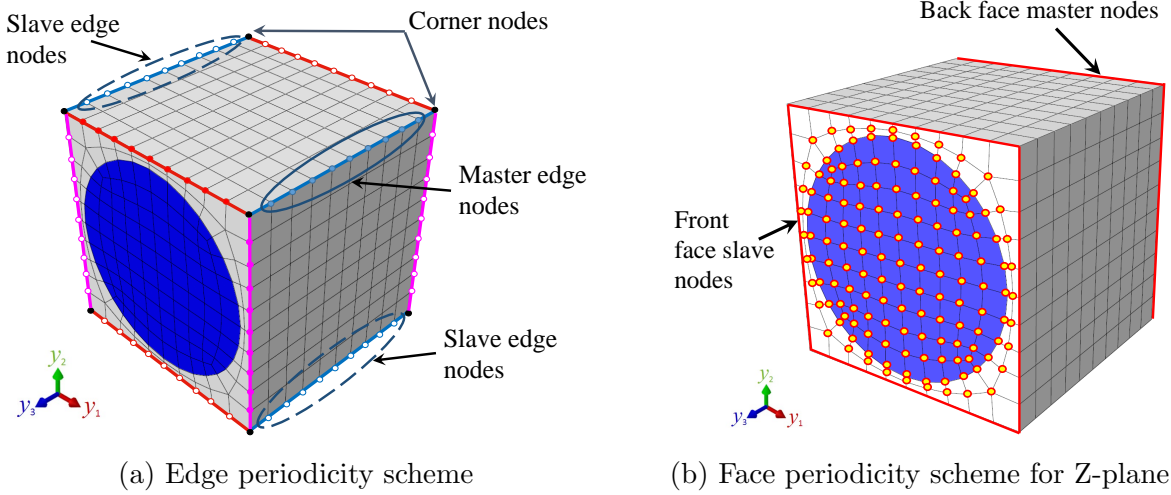 Slave edge
nodes
Corner nodes
Master edge
nodes
Slave edge
nodes
y₂
y₃
y₁
(a) Edge periodicity scheme
Back face master nodes
Front
face slave
nodes
y₂
y₃
y₁
(b) Face periodicity scheme for Z-plane